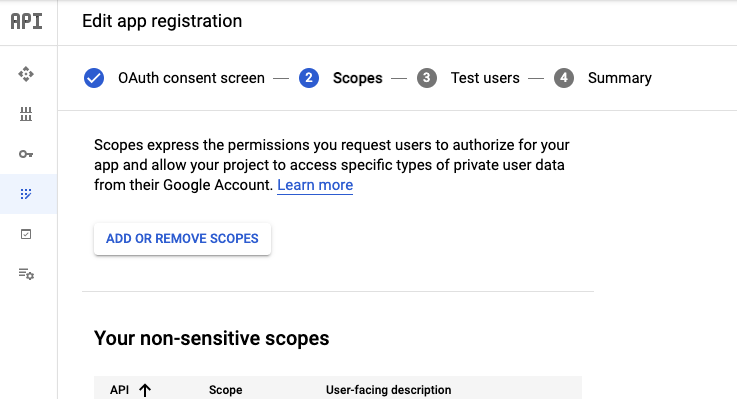 API
Edit app registration
OAuth consent screen — 2 Scopes — 3 Test users — 4 Summary
Scopes express the permissions you request users to authorize for your
app and allow your project to access specific types of private user data
from their Google Account. Learn more
ADD OR REMOVE SCOPES
Your non-sensitive scopes
API Scope User-facing description